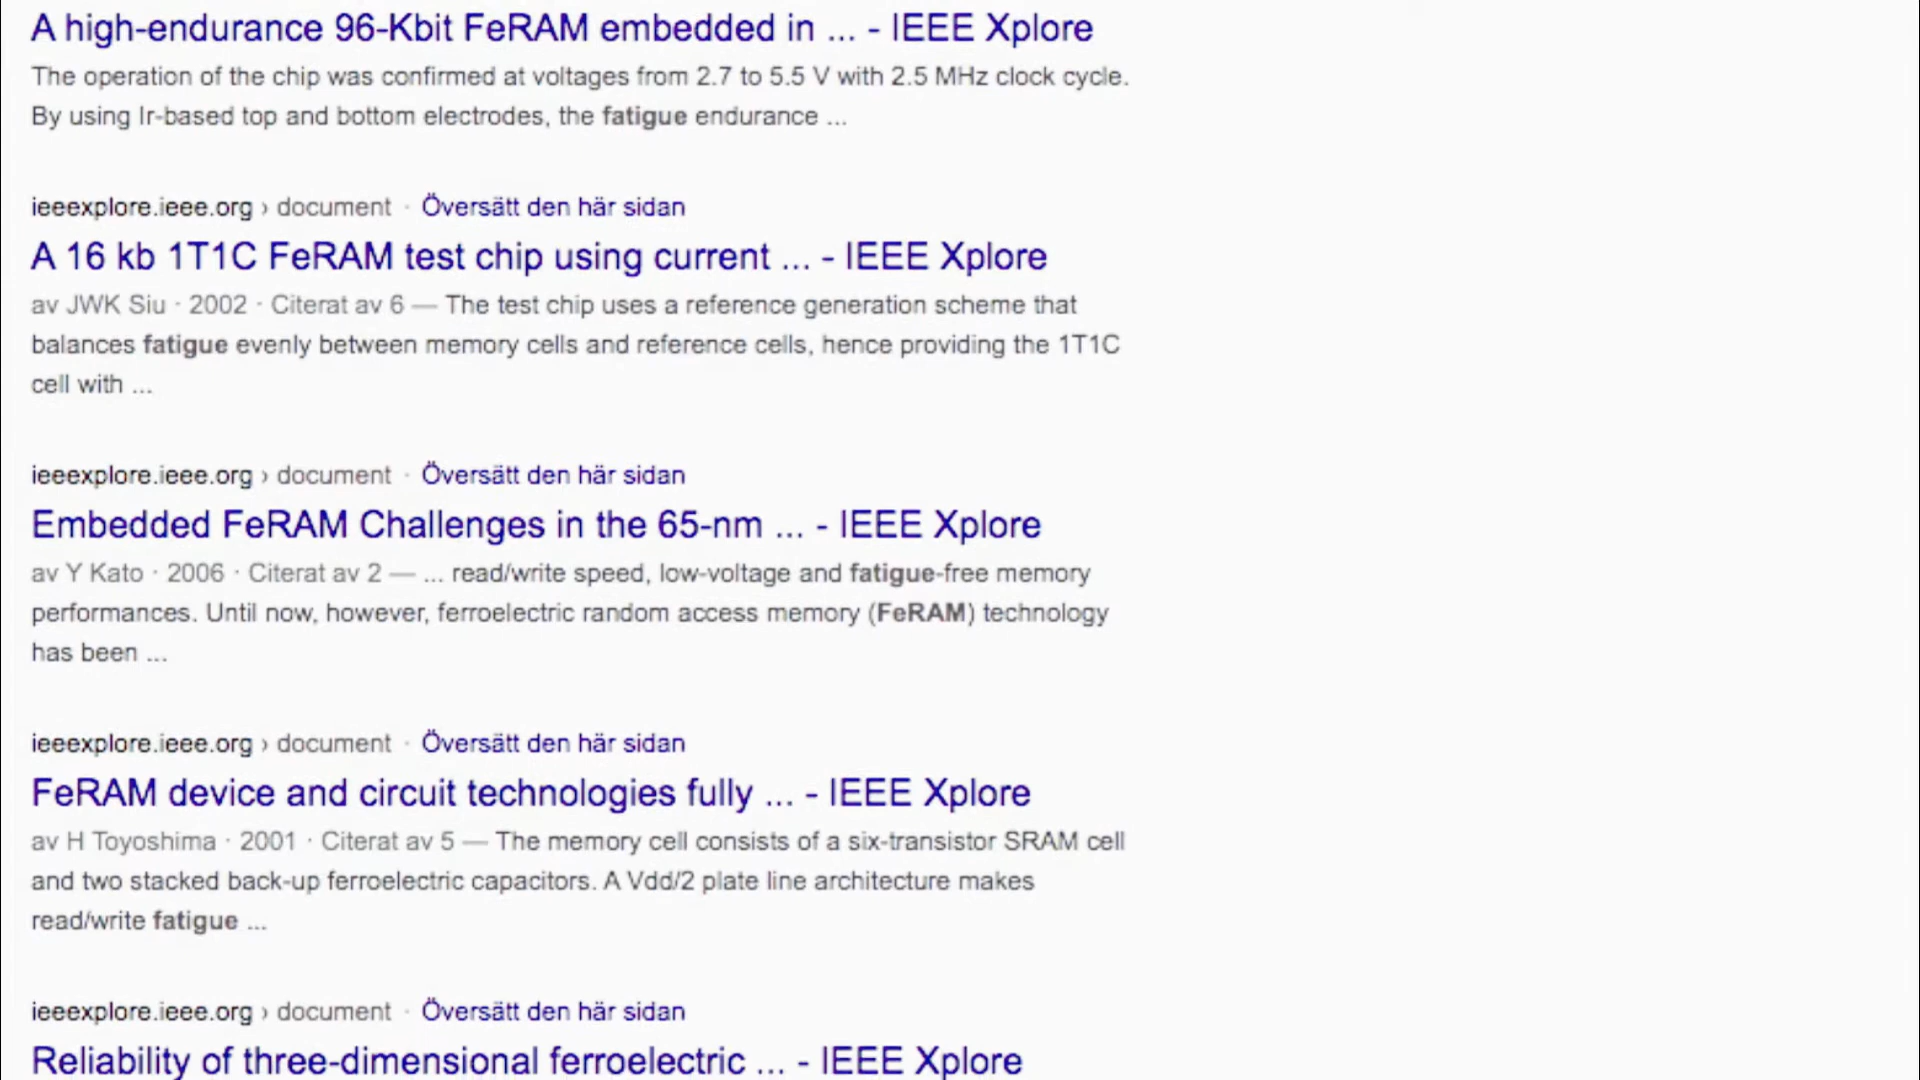 A high-endurance 96-Kbit FeRAM embedded in ... - IEEE Xplore
The operation of the chip was confirmed at voltages from 2.7 to 5.5 V with 2.5 MHz clock cycle.
By using Ir-based top and bottom electrodes, the fatigue endurance ...
ieeexplore.ieee.org › document · Översätt den här sidan
A 16 kb 1T1C FeRAM test chip using current ... - IEEE Xplore
av JWK Siu · 2002 · Citerat av 6 — The test chip uses a reference generation scheme that
balances fatigue evenly between memory cells and reference cells, hence providing the 1T1C
cell with ...
ieeexplore.ieee.org › document · Översätt den här sidan
Embedded FeRAM Challenges in the 65-nm ... - IEEE Xplore
av Y Kato · 2006 · Citerat av 2 — ... read/write speed, low-voltage and fatigue-free memory
performances. Until now, however, ferroelectric random access memory (FeRAM) technology
has been ...
ieeexplore.ieee.org › document · Översätt den här sidan
FeRAM device and circuit technologies fully ... - IEEE Xplore
av H Toyoshima · 2001 · Citerat av 5 — The memory cell consists of a six-transistor SRAM cell
and two stacked back-up ferroelectric capacitors. A Vdd/2 plate line architecture makes
read/write fatigue ...
ieeexplore.ieee.org › document · Översätt den här sidan
Reliability of three-dimensional ferroelectric ... - IEEE Xplore